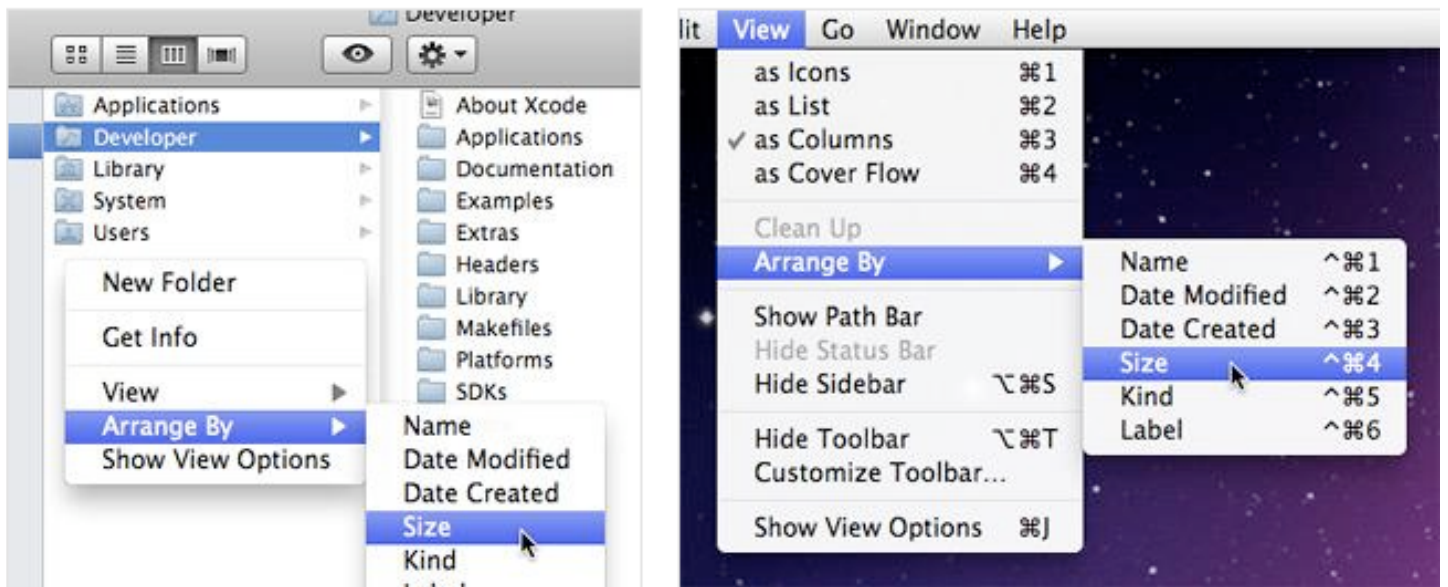 Developer
Applications
Developer
Library
System
Users
About Xcode
Applications
Documentation
Examples
Extras
Headers
Library
Makefiles
Platforms
SDKs
New Folder
Get Info
View
Arrange By
Show View Options
Name
Date Modified
Date Created
Size
Kind
View Go Window Help
as Icons ⌘1
as List ⌘2
✓ as Columns ⌘3
as Cover Flow ⌘4
Clean Up
Arrange By
Show Path Bar
Hide Status Bar
Hide Sidebar ⌥⌘S
Hide Toolbar ⌥⌘T
Customize Toolbar...
Show View Options ⌘J
Name ^⌘1
Date Modified ^⌘2
Date Created ^⌘3
Size ^⌘4
Kind ^⌘5
Label ^⌘6